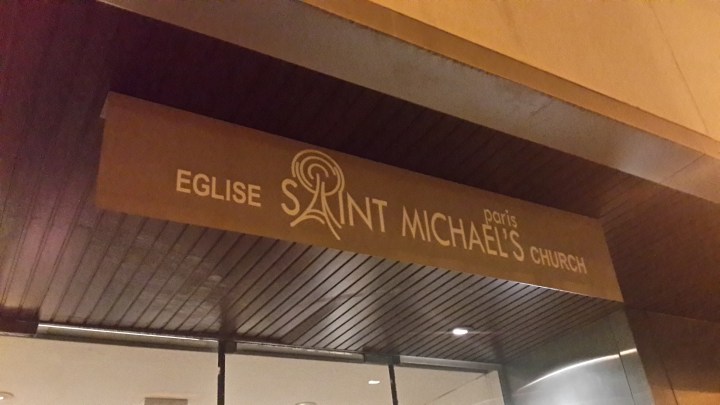 EGLISE SAINT MICHAEL'S CHURCH
paris